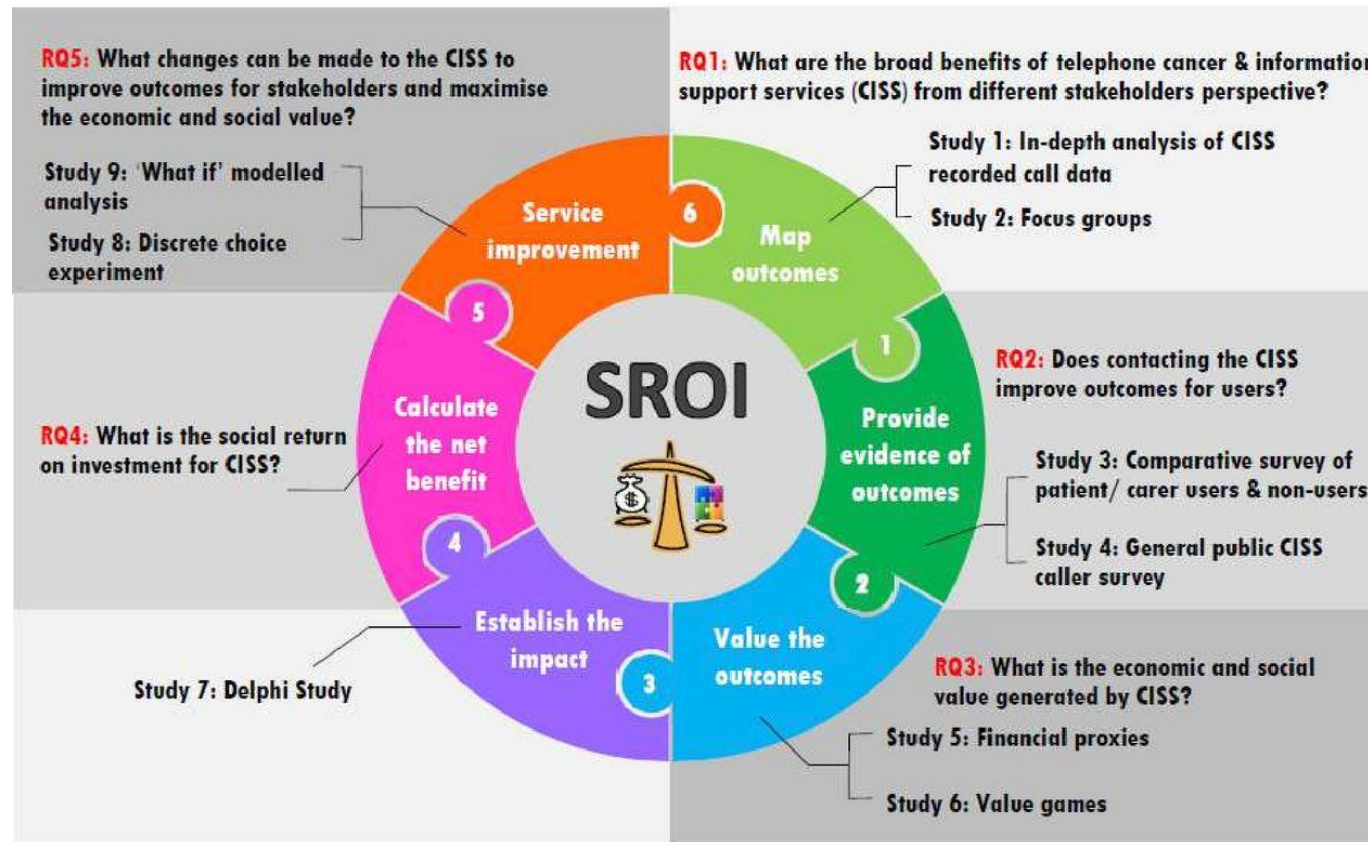 RQ5: What changes can be made to the CISS to
improve outcomes for stakeholders and maximise
the economic and social value?
Study 9: 'What if' modelled
analysis
Study 8: Discrete choice
experiment
RQ1: What are the broad benefits of telephone cancer & information
support services (CISS) from different stakeholders perspective?
Study 1: In-depth analysis of CISS
recorded call data
Study 2: Focus groups
Service
improvement
6
Map
outcomes
5
1
RQ2: Does contacting the CISS
improve outcomes for users?
Provide
evidence of
outcomes
Study 3: Comparative survey of
patient/ carer users & non-users
Study 4: General public CISS
caller survey
SROI
$
RQ4: What is the social return
on investment for CISS?
Calculate
the net
benefit
4
2
Establish the
impact
3
Value the
outcomes
Study 7: Delphi Study
RQ3: What is the economic and social
value generated by CISS?
Study 5: Financial proxies
Study 6: Value games